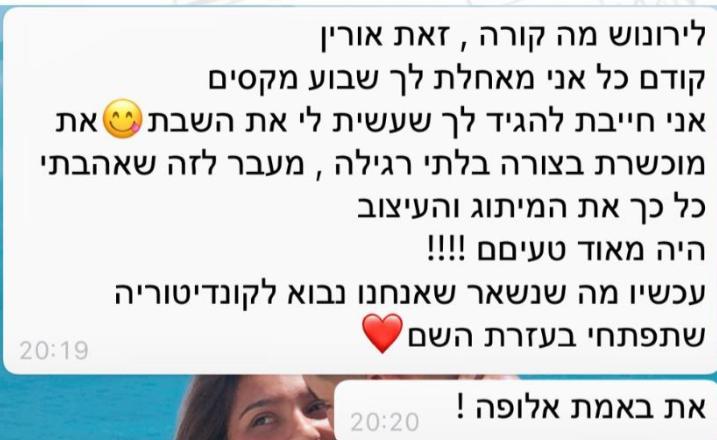 לירונוש מה קורה , זאת אורין
קודם כל אני מאחלת לך שבוע מקסים
אני חייבת להגיד לך שעשית לי את השבת😋את
מוכשרת בצורה בלתי רגילה , מעבר לזה שאהבתי
כל כך את המיתוג והעיצוב
היה מאוד טעיםם !!!!
עכשיו מה שנשאר שאנחנו נבוא לקונדיטוריה
שתפתחי בעזרת השם❤️
20:19
את באמת אלופה !
20:20